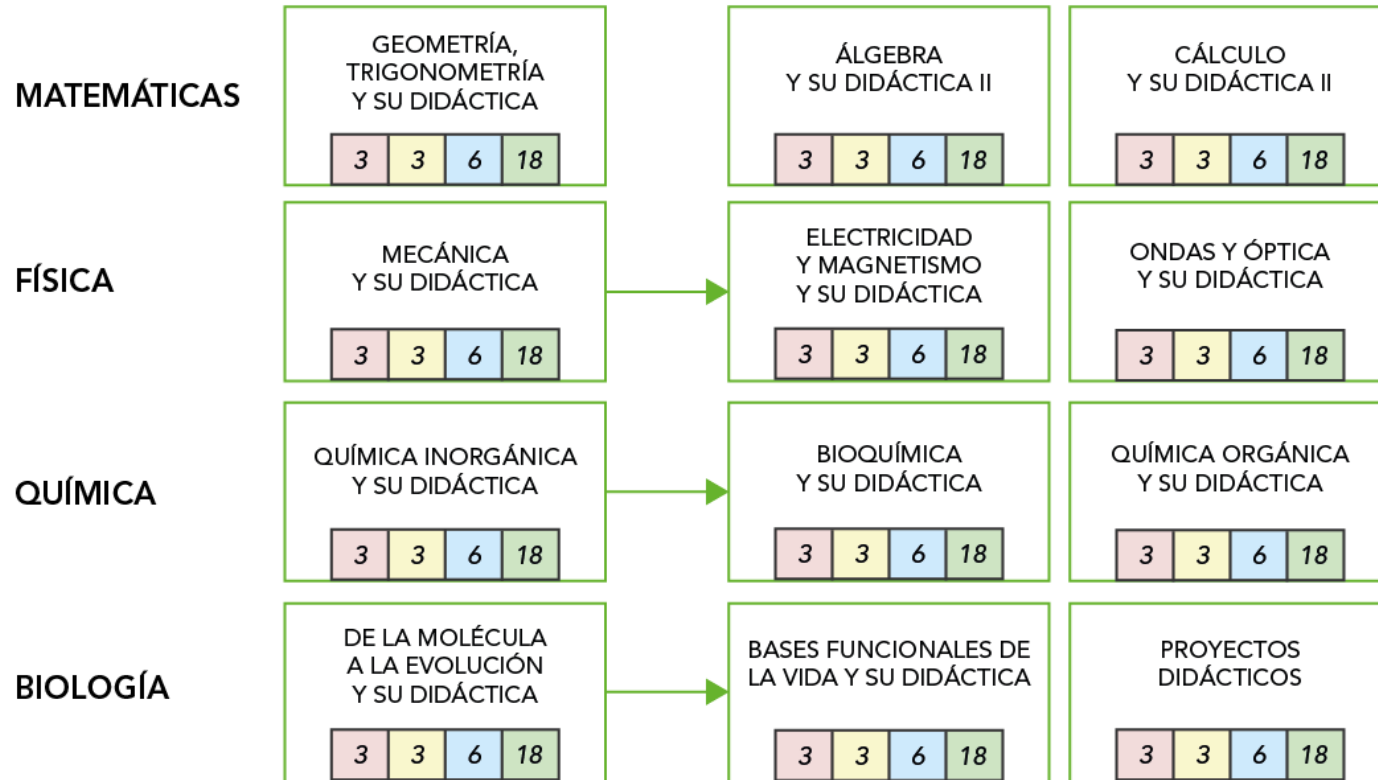 MATEMÁTICAS
GEOMETRÍA,
TRIGONOMETRÍA
Y SU DIDÁCTICA
3 3 6 18
ÁLGEBRA
Y SU DIDÁCTICA II
3 3 6 18
CÁLCULO
Y SU DIDÁCTICA II
3 3 6 18
FÍSICA
MECÁNICA
Y SU DIDÁCTICA
3 3 6 18
ELECTRICIDAD
Y MAGNETISMO
Y SU DIDÁCTICA
3 3 6 18
ONDAS Y ÓPTICA
Y SU DIDÁCTICA
3 3 6 18
QUÍMICA
QUÍMICA INORGÁNICA
Y SU DIDÁCTICA
3 3 6 18
BIOQUÍMICA
Y SU DIDÁCTICA
3 3 6 18
QUÍMICA ORGÁNICA
Y SU DIDÁCTICA
3 3 6 18
BIOLOGÍA
DE LA MOLÉCULA
A LA EVOLUCIÓN
Y SU DIDÁCTICA
3 3 6 18
BASES FUNCIONALES DE
LA VIDA Y SU DIDÁCTICA
3 3 6 18
PROYECTOS
DIDÁCTICOS
3 3 6 18